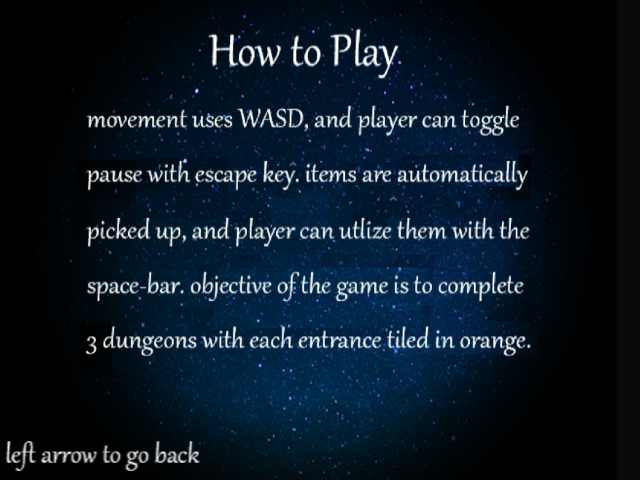 How to Play
movement uses WASD, and player can toggle
pause with escape key. items are automatically
picked up, and player can utlize them with the
space-bar. objective of the game is to complete
3 dungeons with each entrance tiled in orange.
left arrow to go back